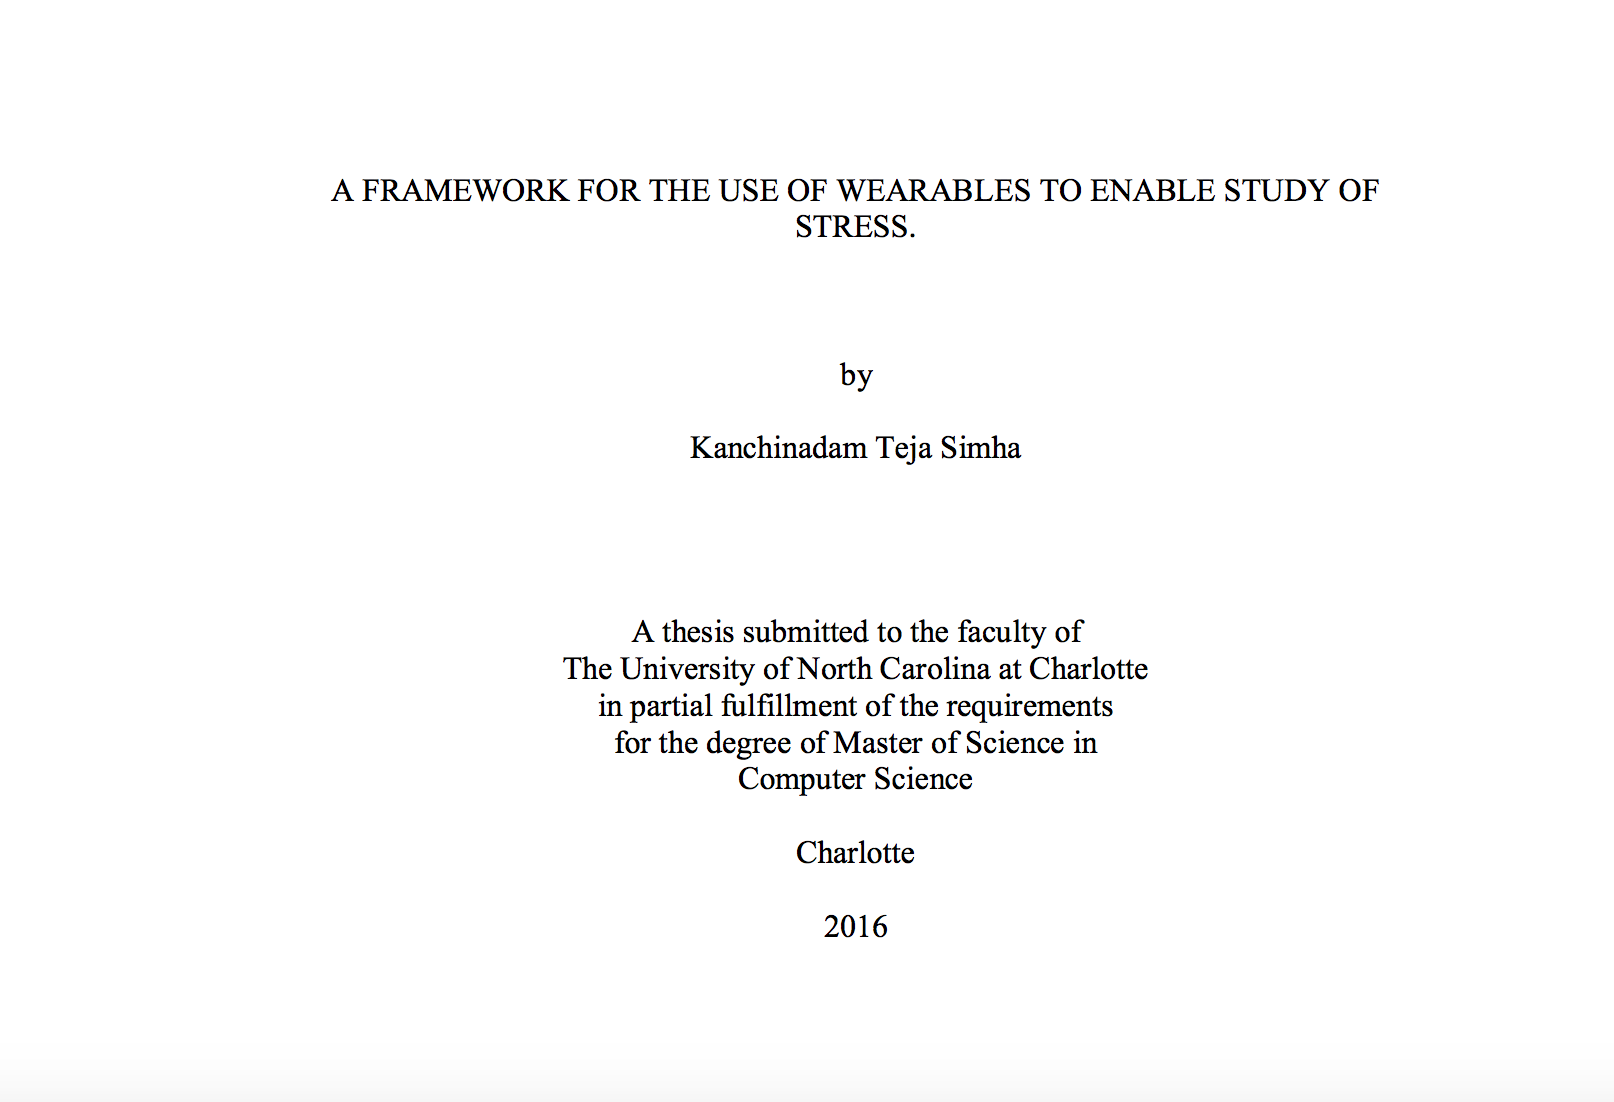 A FRAMEWORK FOR THE USE OF WEARABLES TO ENABLE STUDY OF
STRESS.
by
Kanchinadam Teja Simha
A thesis submitted to the faculty of
The University of North Carolina at Charlotte
in partial fulfillment of the requirements
for the degree of Master of Science in
Computer Science
Charlotte
2016